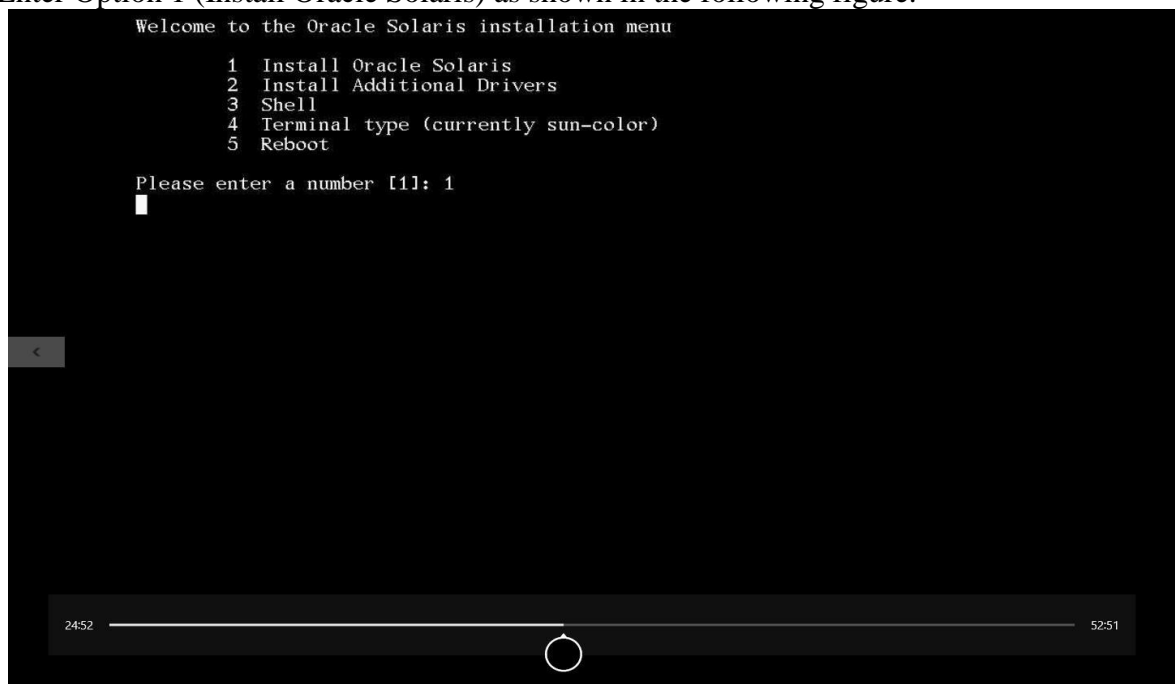 Enter Option 1 (Install Oracle Solaris) as shown in the following figure.
Welcome to the Oracle Solaris installation menu
1 Install Oracle Solaris
2 Install Additional Drivers
3 Shell
4 Terminal type (currently sun-color)
5 Reboot
Please enter a number [1]: 1
<
24:52
52:51